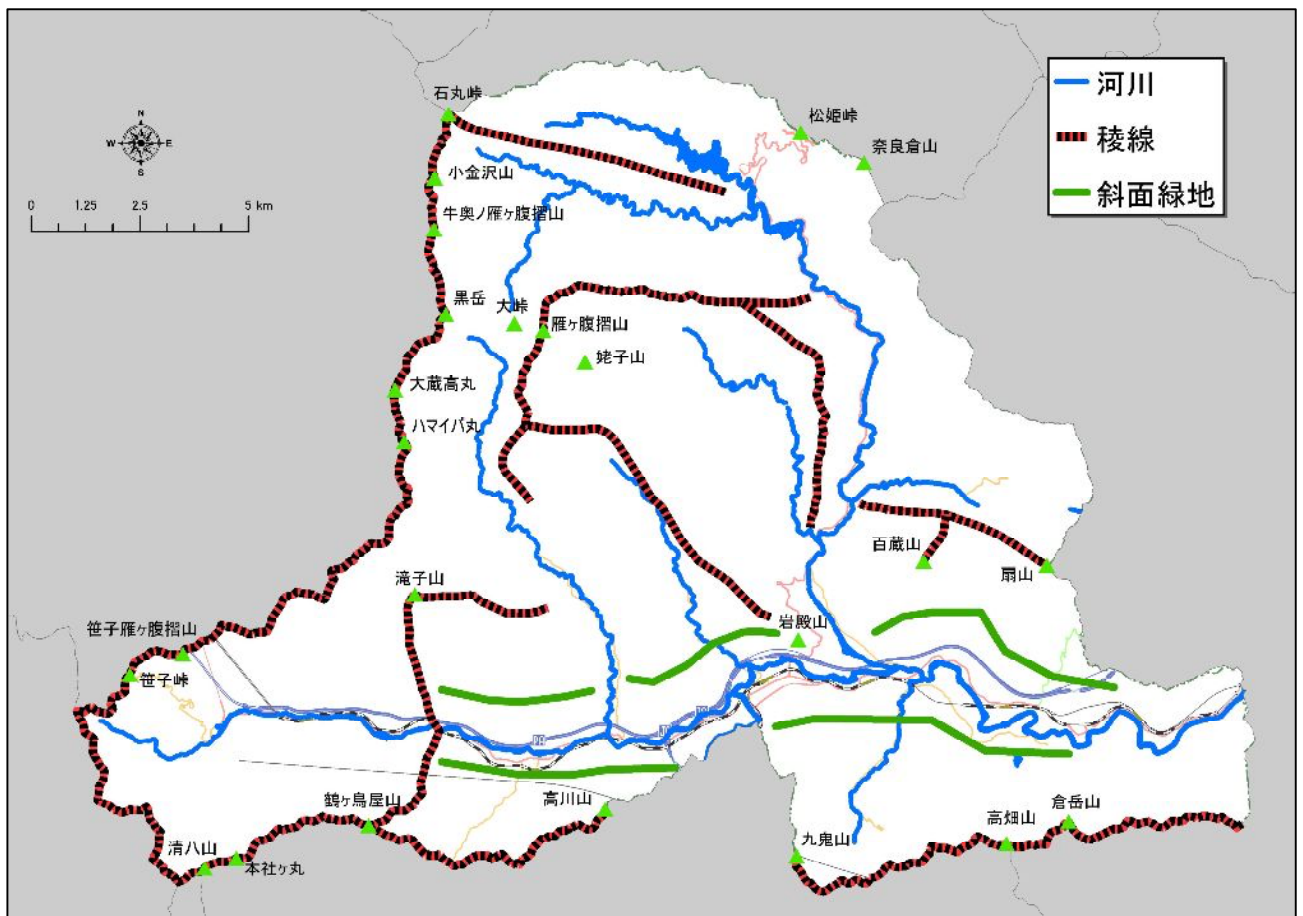 石丸峠
松姫峠
奈良倉山
河川
稜線
斜面緑地
N
W
E
S
0 1.25 2.5 5 km
小金沢山
牛奥ノ雁ヶ腹摺山
黒岳
大峠
雁ヶ腹摺山
姥子山
大蔵高丸
ハマイバ丸
百蔵山
扇山
滝子山
岩殿山
笹子雁ヶ腹摺山
笹子峠
鶴ヶ鳥屋山
高川山
清八山
本社ヶ丸
九鬼山
高畑山
倉岳山